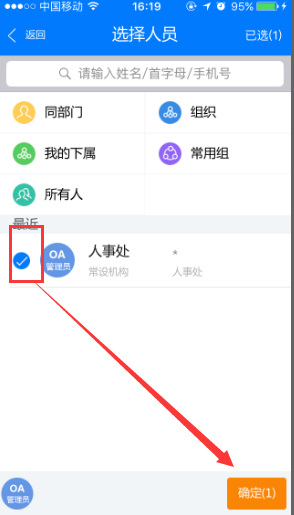 中国移动 16:19 95%
返回 选择人员 已选(1)
请输入姓名/首字母/手机号
同部门 组织
我的下属 常用组
所有人
最近
OA 管理员 人事处 *
常设机构 人事处
OA 管理员 确定(1)